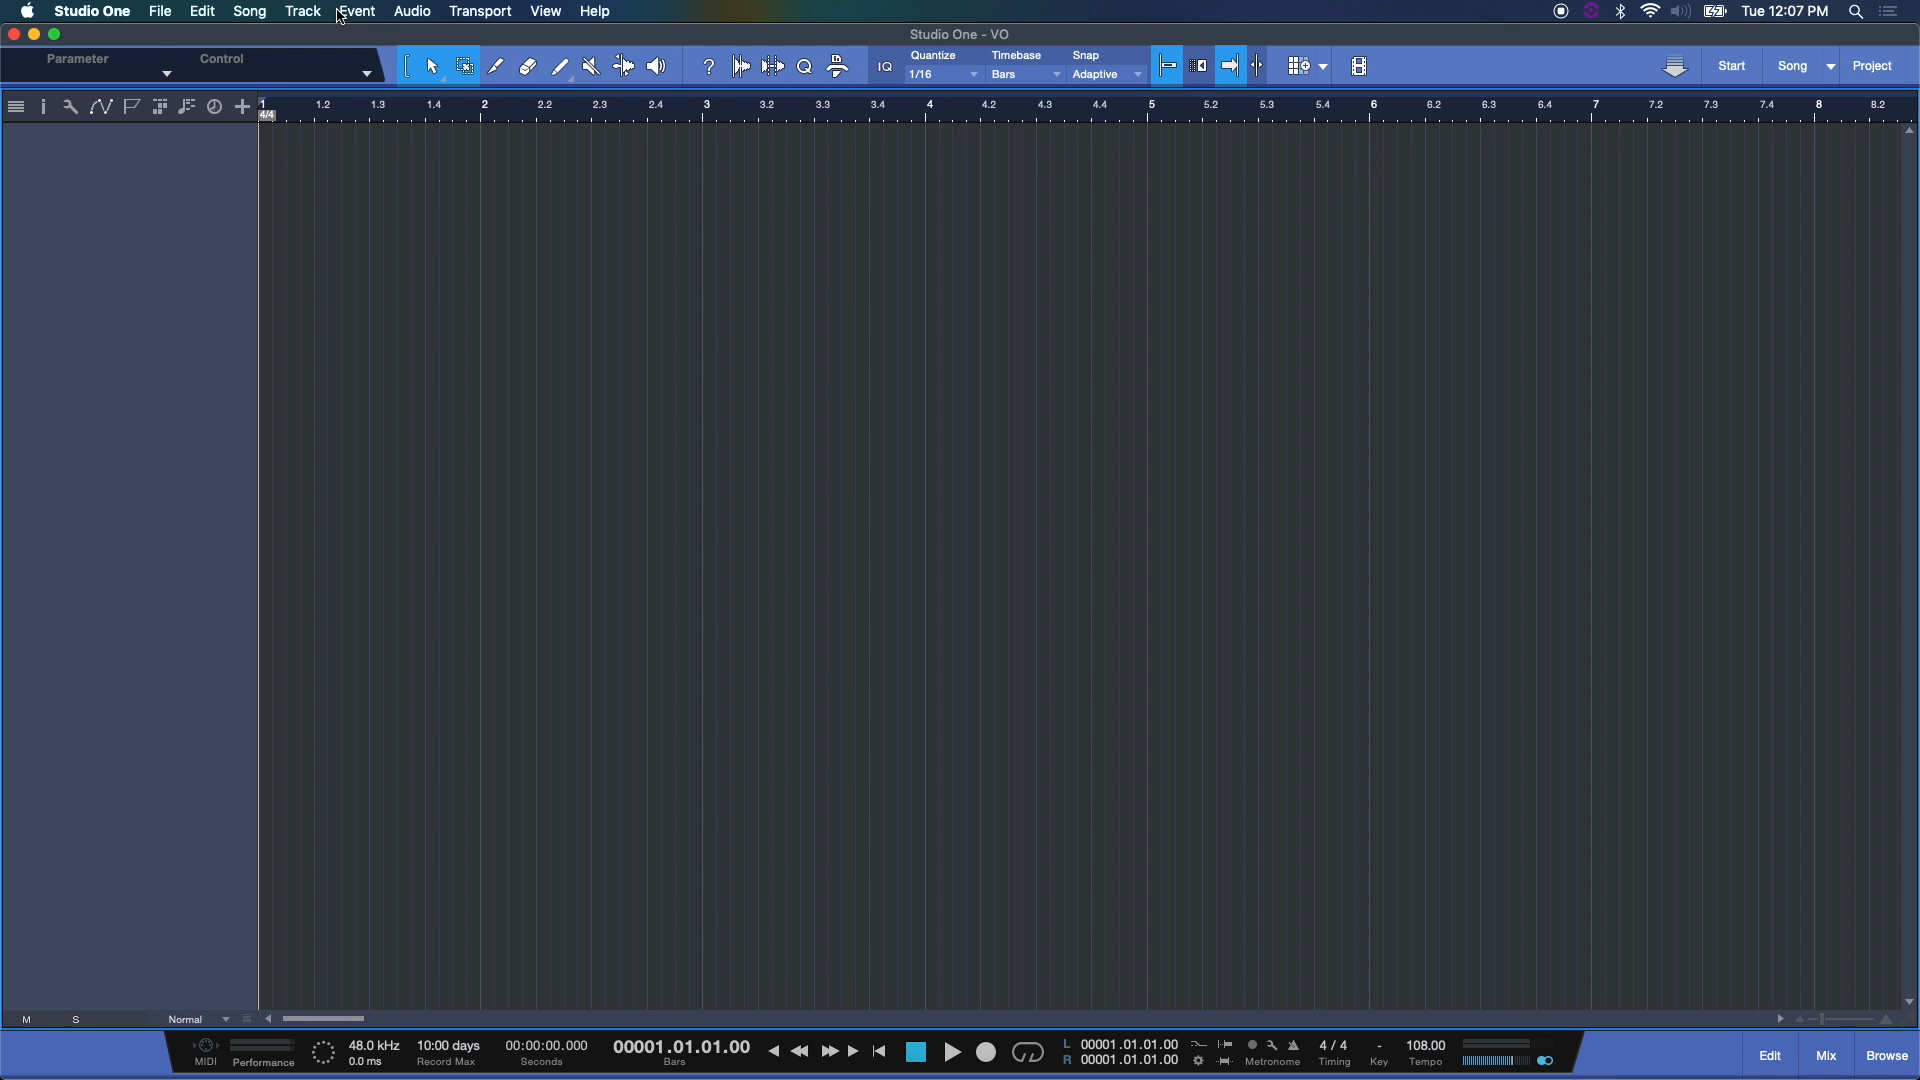 Studio One File Edit Song Track Event Audio Transport View Help Tue 12:07 PM
Studio One - VO
Parameter Control
IQ Quantize Timebase Snap
1/16 Bars Adaptive
Start Song Project
1 1.2 1.3 1.4 2 2.2 2.3 2.4 3 3.2 3.3 3.4 4 4.2 4.3 4.4 5 5.2 5.3 5.4 6 6.2 6.3 6.4 7 7.2 7.3 7.4 8 8.2
4/4
M S Normal
48.0 kHz 10:00 days 00:00:00.000 00001.01.01.00 L 00001.01.01.00 4 / 4 - 108.00
MIDI Performance 0.0 ms Record Max Seconds Bars R 00001.01.01.00 Metronome Timing Key Tempo
Edit Mix Browse